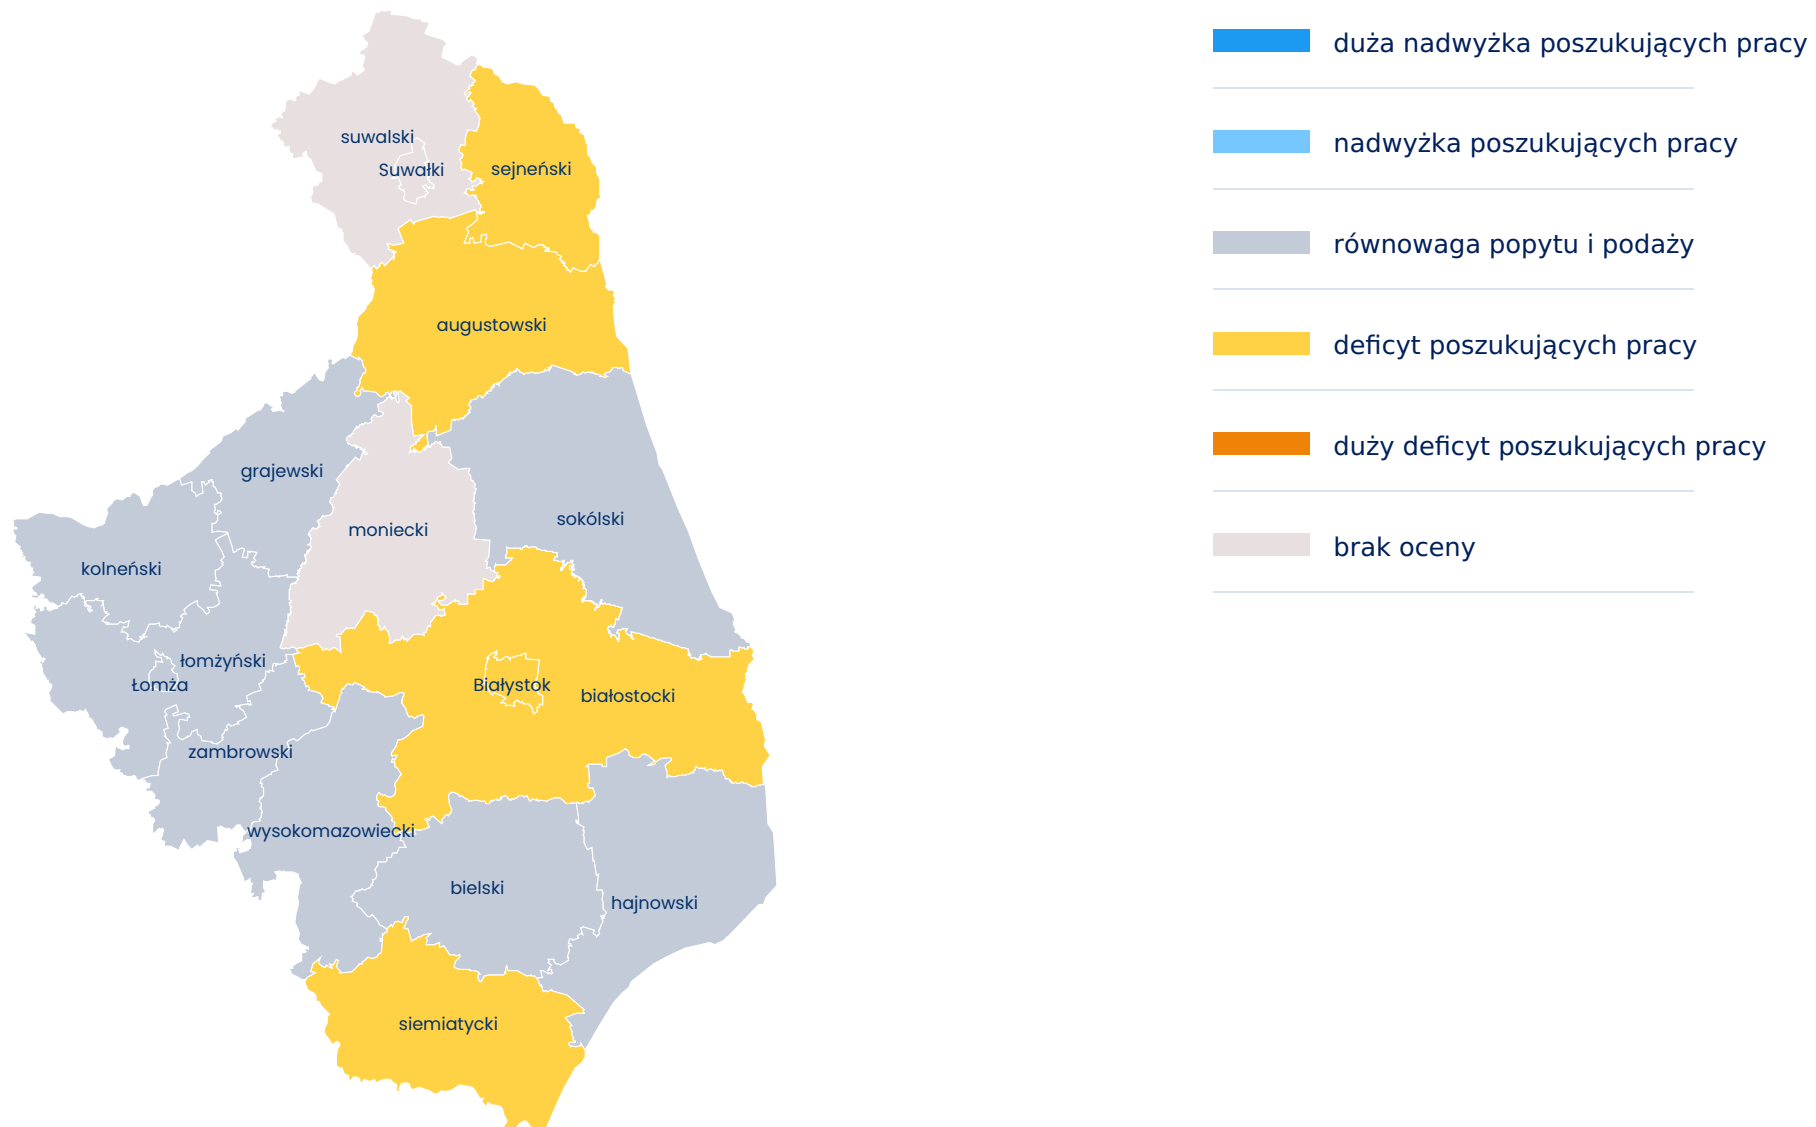 suwalski
Suwałki
sejneński
augustowski
grajewski
moniecki
sokólski
kolneński
łomżyński
Łomża
Białystok
białostocki
zambrowski
wysokomazowiecki
bielski
hajnowski
siemiatycki
duża nadwyżka poszukujących pracy
nadwyżka poszukujących pracy
równowaga popytu i podaży
deficyt poszukujących pracy
duży deficyt poszukujących pracy
brak oceny